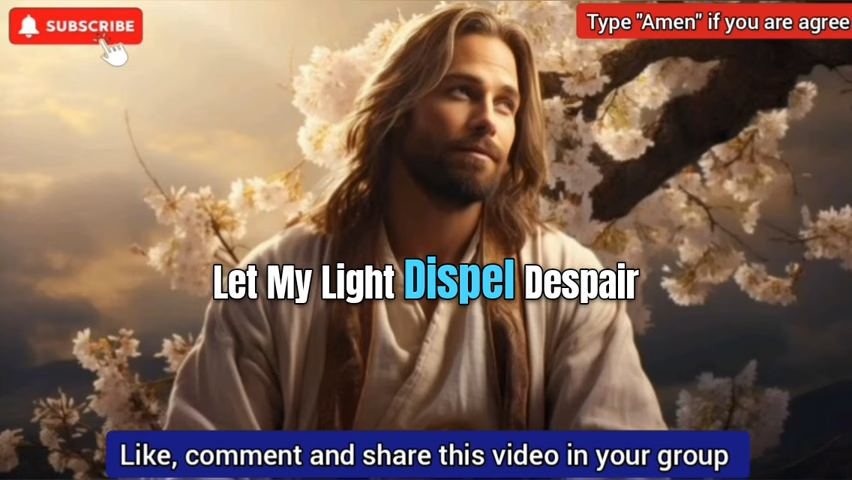 SUBSCRIBE
Type "Amen" if you are agree
Let My Light Dispel Despair
Like, comment and share this video in your group